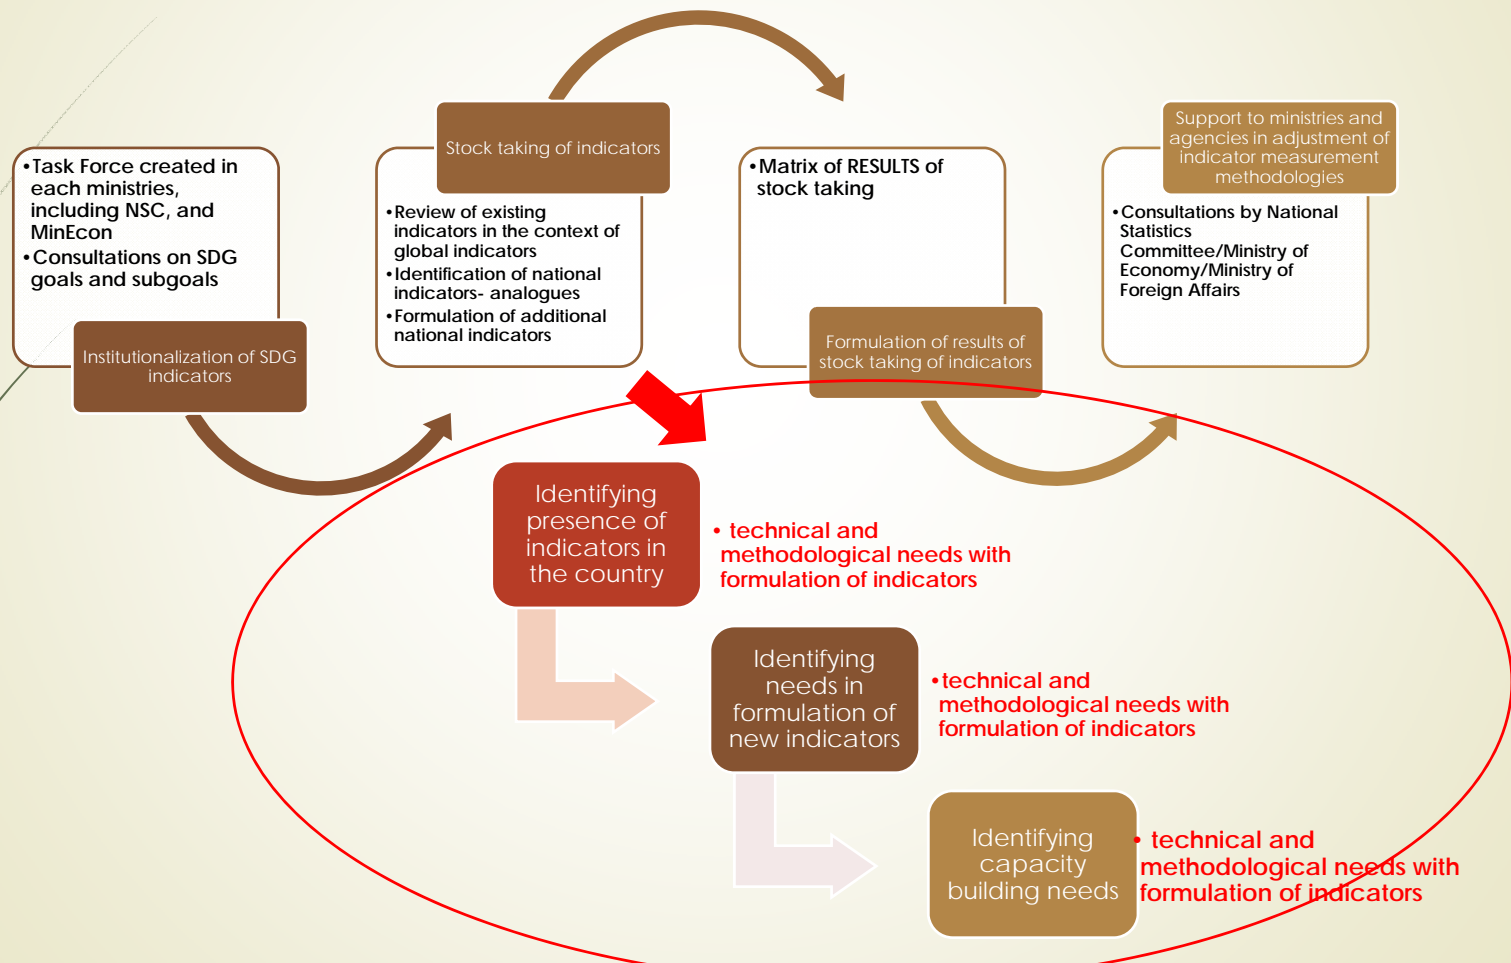 •Task Force created in
each ministries,
including NSC, and
MinEcon
•Consultations on SDG
goals and subgoals
Institutionalization of SDG
indicators
Stock taking of indicators
•Review of existing
indicators in the context of
global indicators
•Identification of national
indicators- analogues
•Formulation of additional
national indicators
•Matrix of RESULTS of
stock taking
Formulation of results of
stock taking of indicators
Support to ministries and
agencies in adjustment of
indicator measurement
methodologies
•Consultations by National
Statistics
Committee/Ministry of
Economy/Ministry of
Foreign Affairs
Identifying
presence of
indicators in
the country
• technical and
methodological needs with
formulation of indicators
Identifying
needs in
formulation of
new indicators
•technical and
methodological needs with
formulation of indicators
Identifying
capacity
building needs
• technical and
methodological needs with
formulation of indicators